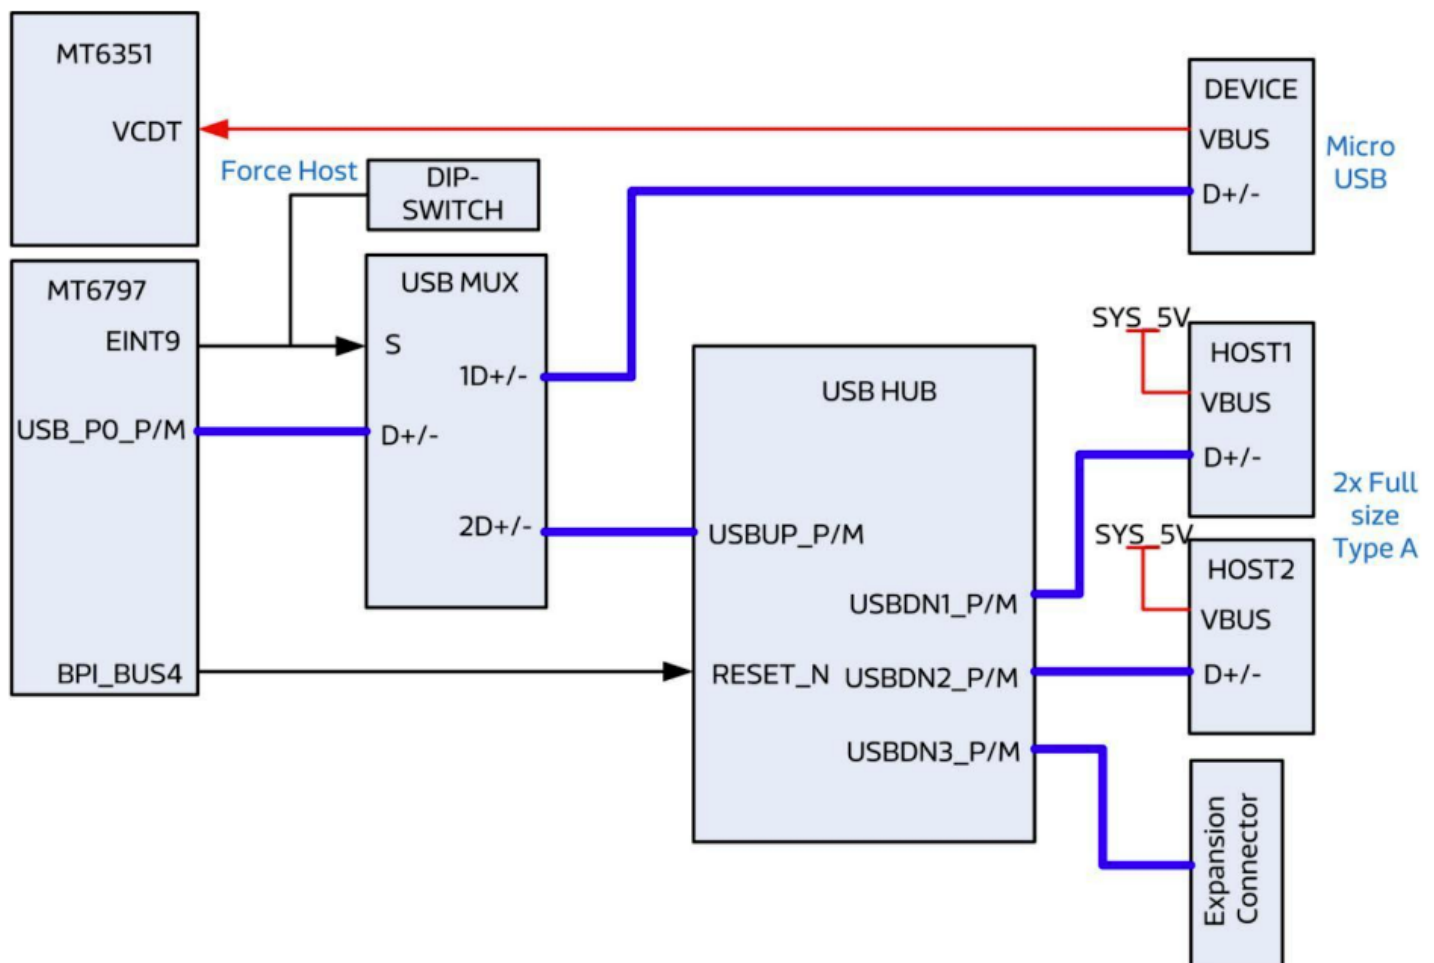 MT6351
VCDT
Force Host
DIP-
SWITCH
DEVICE
VBUS
D+/-
Micro
USB
MT6797
EINT9
USB_P0_P/M
BPI_BUS4
USB MUX
S
1D+/-
D+/-
2D+/-
USB HUB
USBUP_P/M
USBDN1_P/M
RESET_N
USBDN2_P/M
USBDN3_P/M
SYS_5V
HOST1
VBUS
D+/-
2x Full
size
Type A
SYS_5V
HOST2
VBUS
D+/-
Expansion
Connector